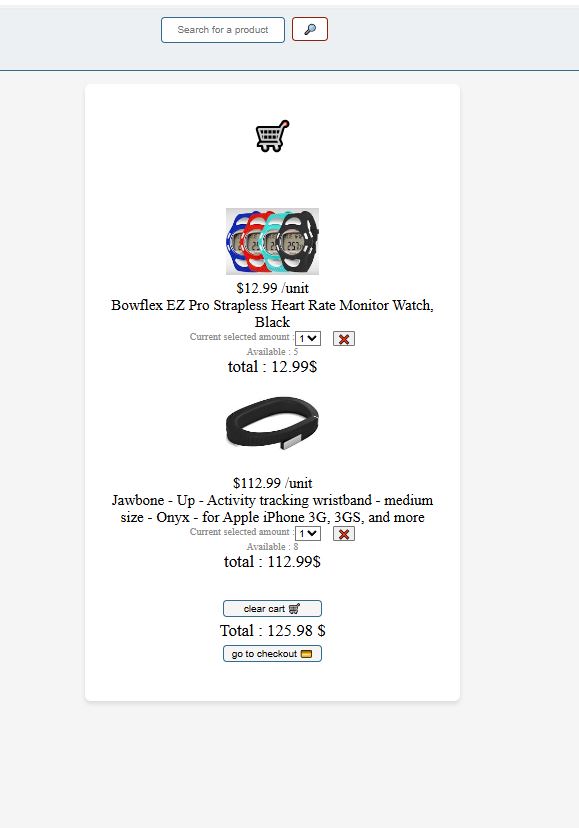 Search for a product
$12.99 /unit
Bowflex EZ Pro Strapless Heart Rate Monitor Watch,
Black
Current selected amount : 1
Available : 5
total : 12.99$
$112.99 /unit
Jawbone - Up - Activity tracking wristband - medium
size - Onyx - for Apple iPhone 3G, 3GS, and more
Current selected amount : 1
Available : 8
total : 112.99$
clear cart
Total : 125.98 $
go to checkout